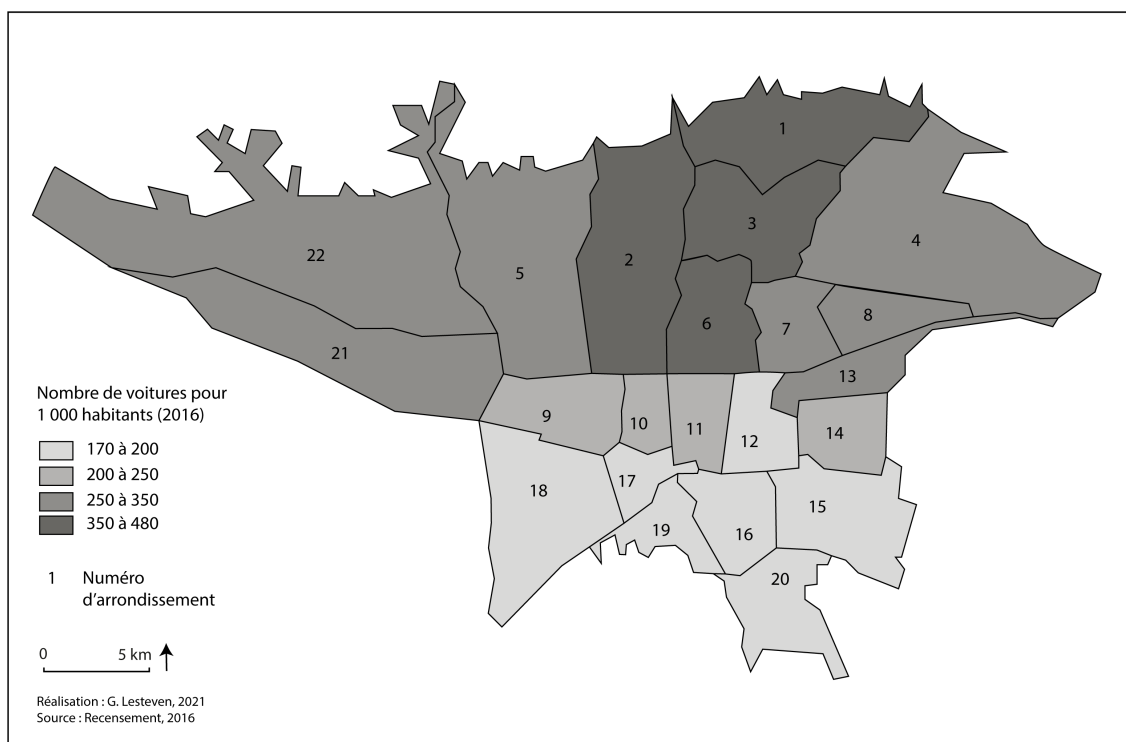 1
3
4
2
22
5
6
7
8
21
13
9
10
11
12
14
17
18
15
19
16
20
Nombre de voitures pour
1 000 habitants (2016)
170 à 200
200 à 250
250 à 350
350 à 480
1 Numéro
d'arrondissement
0 5 km
Réalisation : G. Lesteven, 2021
Source : Recensement, 2016